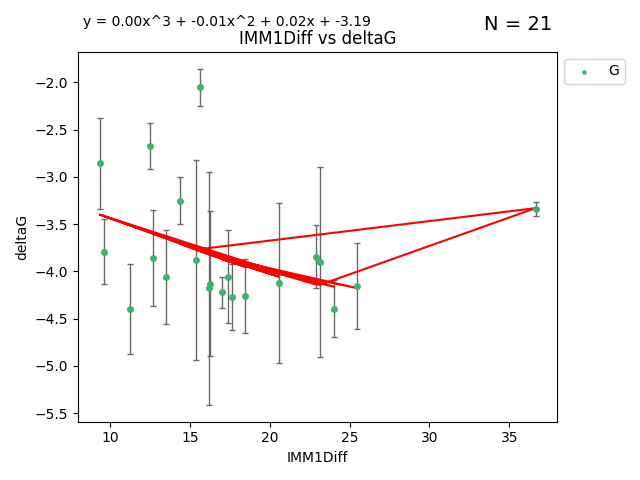 y = 0.00x^3 + -0.01x^2 + 0.02x + -3.19
N = 21
IMM1Diff vs deltaG
G
−2.0
−2.5
−3.0
−3.5
−4.0
−4.5
−5.0
−5.5
deltaG
10 15 20 25 30 35
IMM1Diff